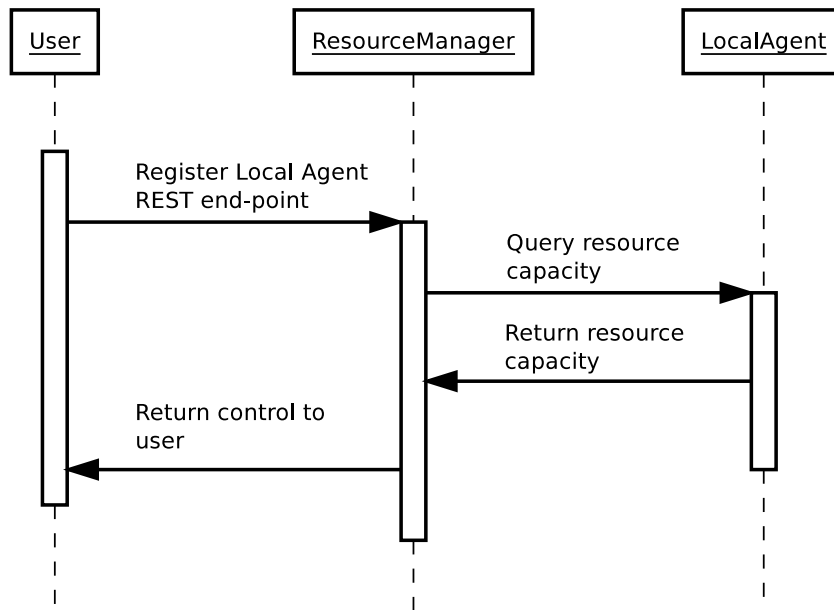 User
ResourceManager
LocalAgent
Register Local Agent
REST end-point
Query resource
capacity
Return resource
capacity
Return control to
user